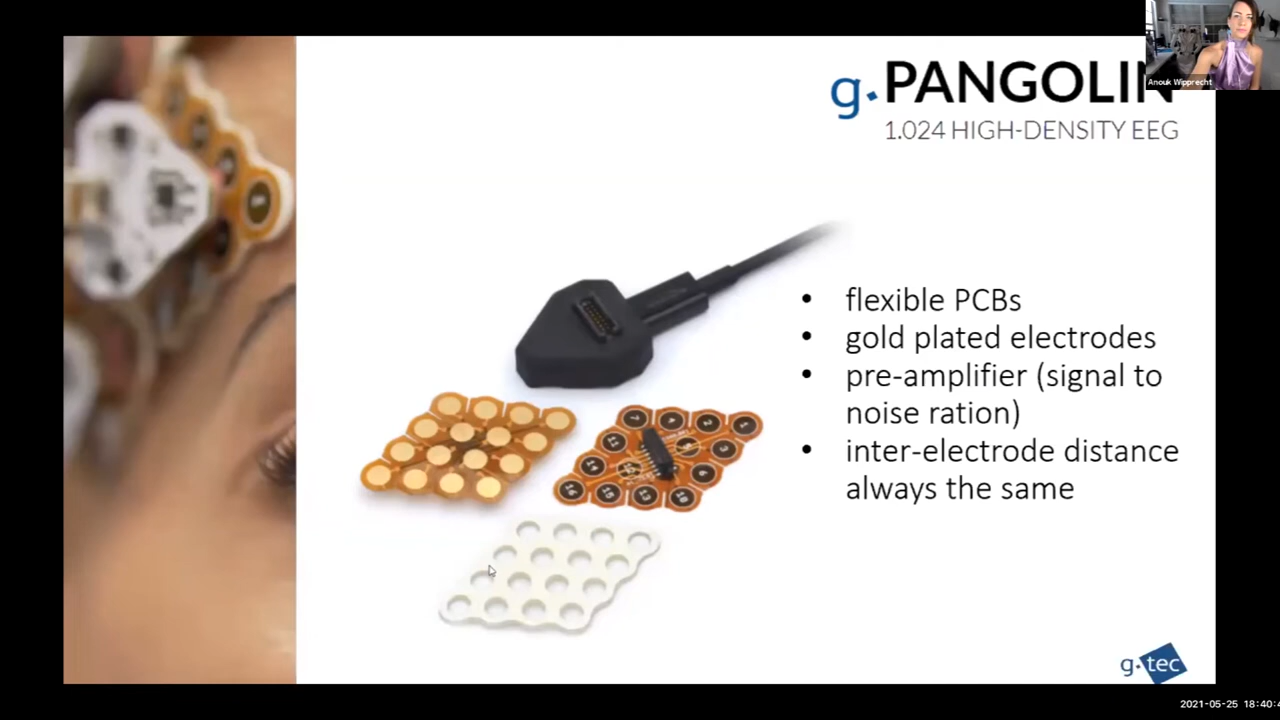 g.PANGOLIN
1.024 HIGH-DENSITY EEG
Anouk Wipprecht
• flexible PCBs
• gold plated electrodes
• pre-amplifier (signal to
noise ration)
• inter-electrode distance
always the same
g.tec
2021-05-25 18:40:4